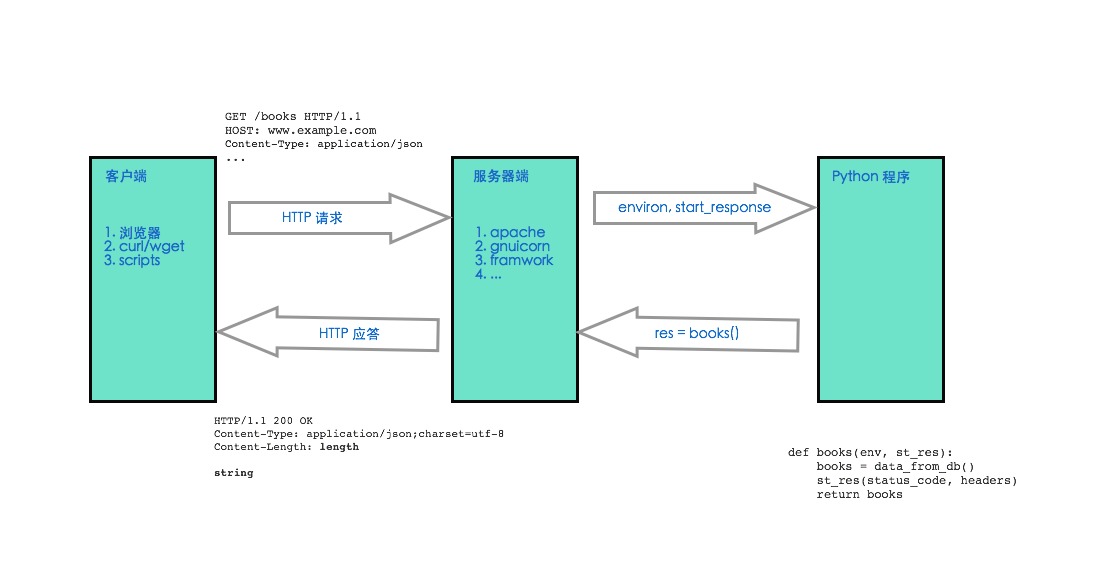 GET /books HTTP/1.1
HOST: www.example.com
Content-Type: application/json
...
客户端
1. 浏览器
2. curl/wget
3. scripts
HTTP 请求
服务器端
1. apache
2. gnuicorn
3. framwork
4. ...
environ, start_response
Python 程序
HTTP 应答
res = books()
HTTP/1.1 200 OK
Content-Type: application/json;charset=utf-8
Content-Length: length
string
def books(env, st_res):
    books = data_from_db()
    st_res(status_code, headers)
    return books